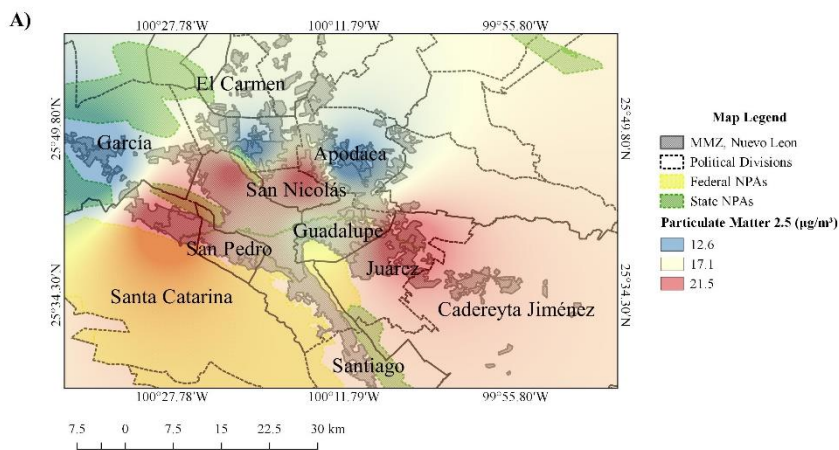 A)
100°27.78'W 100°11.79'W 99°55.80'W
25°49.80'N
25°34.30'N
El Carmen
García
Apodaca
San Nicolás
Guadalupe
San Pedro
Juárez
Santa Catarina
Cadereyta Jiménez
Santiago
25°49.80'N
25°34.30'N
100°27.78'W 100°11.79'W 99°55.80'W
7.5 0 7.5 15 22.5 30 km
Map Legend
MMZ, Nuevo Leon
Political Divisions
Federal NPAs
State NPAs
Particulate Matter 2.5 (µg/m³)
12.6
17.1
21.5